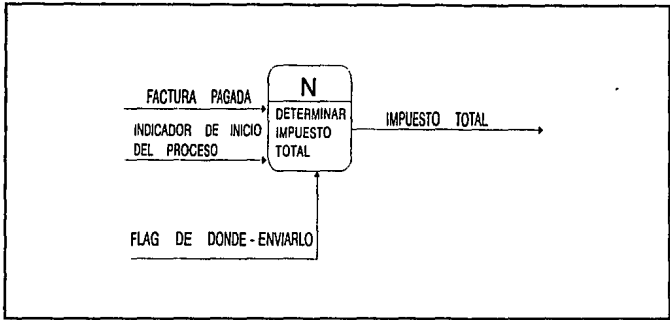 FACTURA PAGADA
INDICADOR DE INICIO
DEL PROCESO
N
DETERMINAR
IMPUESTO
TOTAL
IMPUESTO TOTAL
FLAG DE DONDE-ENVIARLO